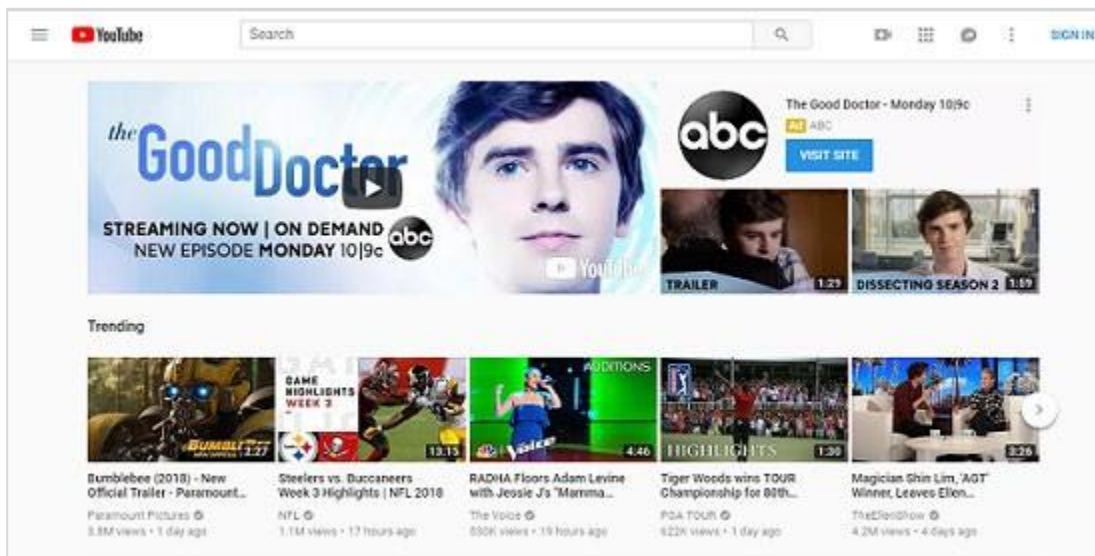 YouTube
Search
SIGN IN
the
Good Doctor
STREAMING NOW | ON DEMAND
NEW EPISODE MONDAY 10|9c
abc
YouTube
abc
The Good Doctor - Monday 10|9c
Ad ABC
VISIT SITE
TRAILER
1:29
DISSECTING SEASON 2
1:59
Trending
BUMBLEBEE
2:27
GAME
HIGHLIGHTS
WEEK 3
13:15
AUDITIONS
Voice
4:46
HIGHLIGHTS
1:30
3:26
Bumblebee (2018) - New
Official Trailer - Paramount...
Paramount Pictures
3.8M views • 1 day ago
Steelers vs. Buccaneers
Week 3 Highlights | NFL 2018
NFL
1.1M views • 17 hours ago
RADHA Floors Adam Levine
with Jessie J's "Mamma...
The Voice
530K views • 19 hours ago
Tiger Woods wins TOUR
Championship for 80th...
PGA TOUR
622K views • 1 day ago
Magician Shin Lim, 'AGT'
Winner, Leaves Ellen...
TheEllenShow
4.2M views • 4 days ago